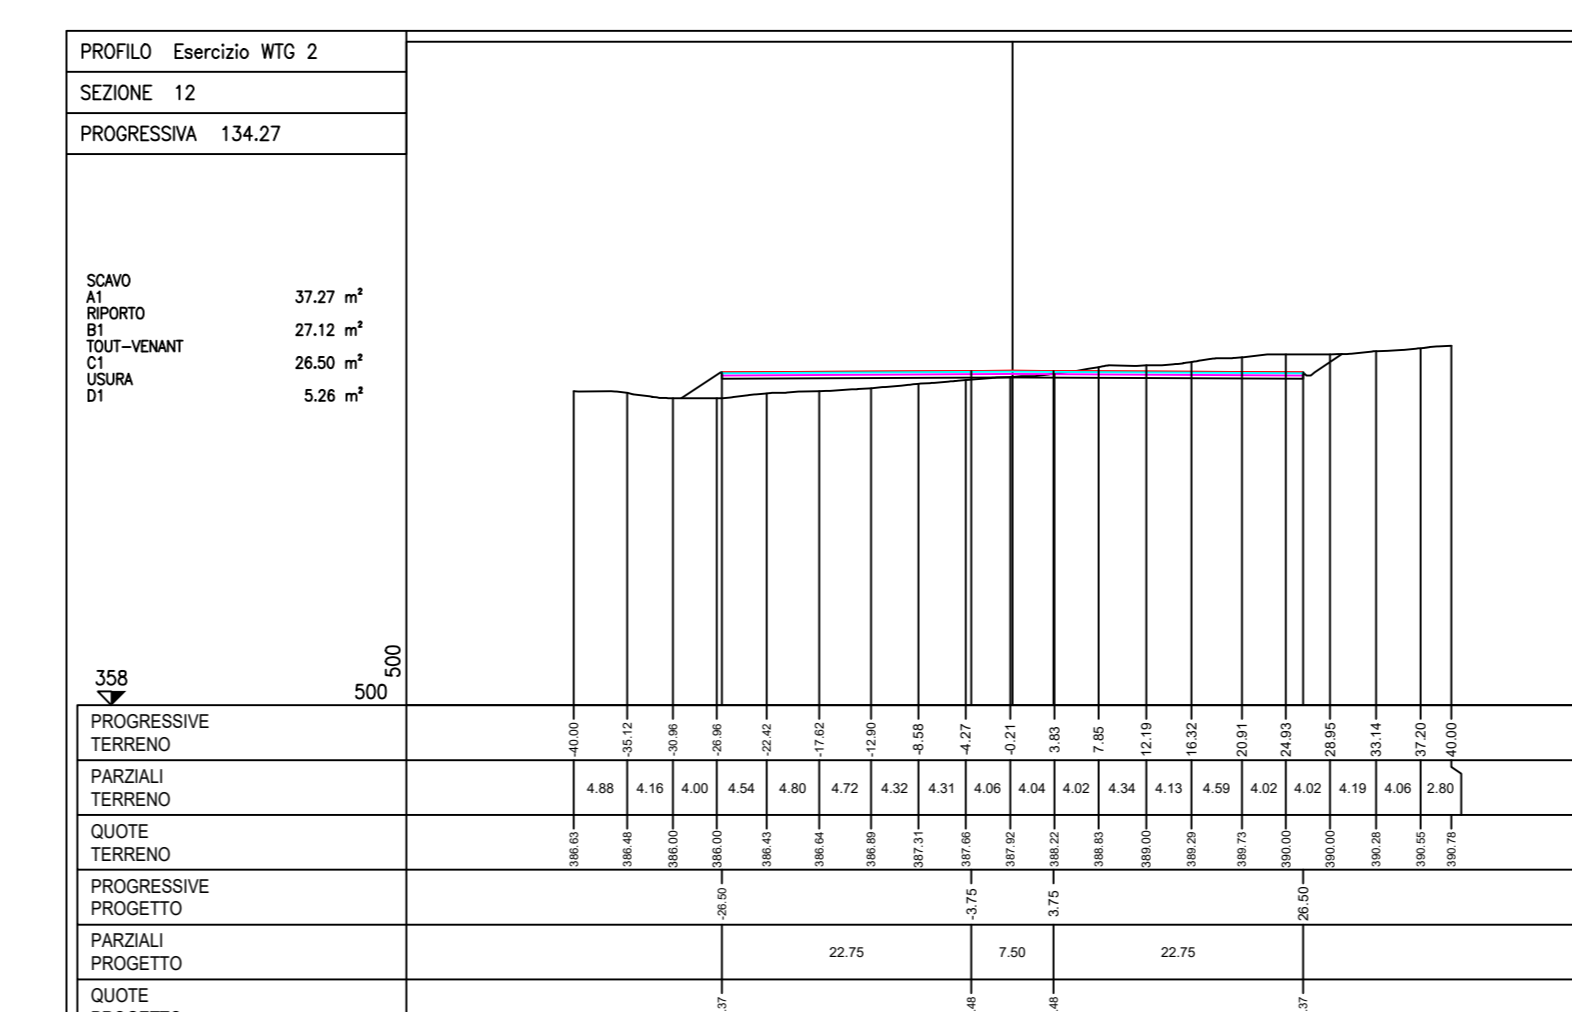 PROFILO Esercizio WTG 2
SEZIONE 12
PROGRESSIVA 134.27
SCAVO
A1 37.27 m²
RIPORTO
B1 27.12 m²
TOUT-VENANT
C1 26.50 m²
USURA
D1 5.26 m²
358
500
500
PROGRESSIVE
TERRENO
-40.00 -35.12 -30.96 -26.96 -22.42 -17.62 -12.90 -8.58 -4.27 -0.21 3.83 7.85 12.19 16.32 20.91 24.93 28.95 33.14 37.20 40.00
PARZIALI
TERRENO
4.88 4.16 4.00 4.54 4.80 4.72 4.32 4.31 4.06 4.04 4.02 4.34 4.13 4.59 4.02 4.02 4.19 4.06 2.80
QUOTE
TERRENO
386.63 386.48 386.00 386.00 386.43 386.64 386.89 387.31 387.66 387.92 388.22 388.83 389.00 389.29 389.73 390.00 390.00 390.28 390.55 390.78
PROGRESSIVE
PROGETTO
-26.50 -3.75 3.75 26.50
PARZIALI
PROGETTO
22.75 7.50 22.75
QUOTE
.37 .48 .48 .37